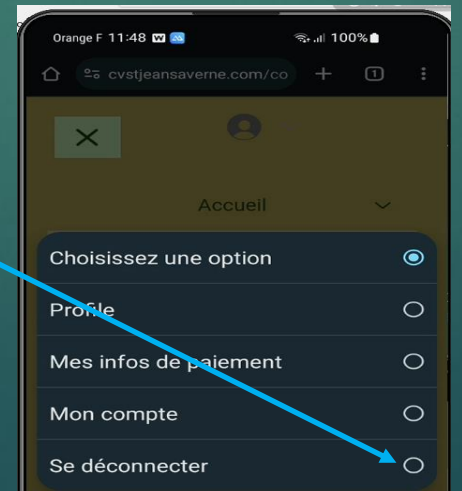 Orange F 11:48 W 100%
cvstjeansaverne.com/co 1
Accueil
Choisissez une option
Profile
Mes infos de paiement
Mon compte
Se déconnecter